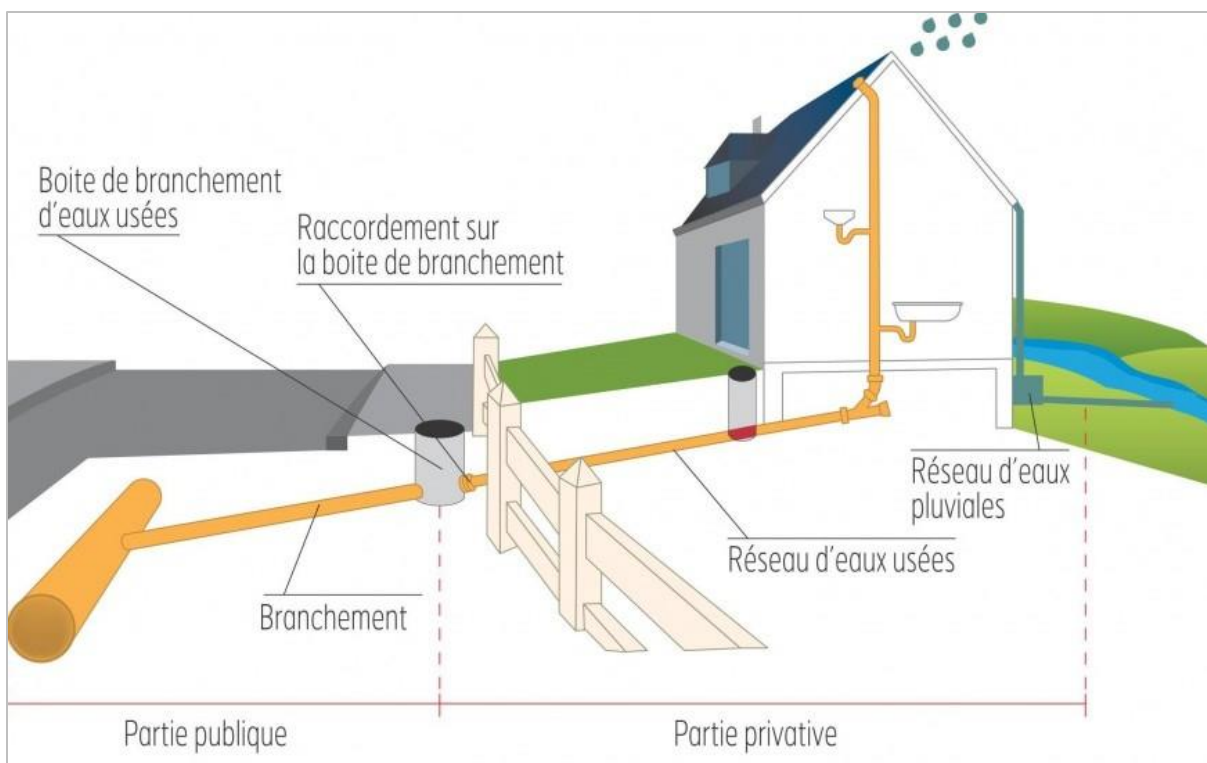 Boite de branchement
d'eaux usées
Raccordement sur
la boite de branchement
Réseau d'eaux
pluviales
Réseau d'eaux usées
Branchement
Partie publique
Partie privative